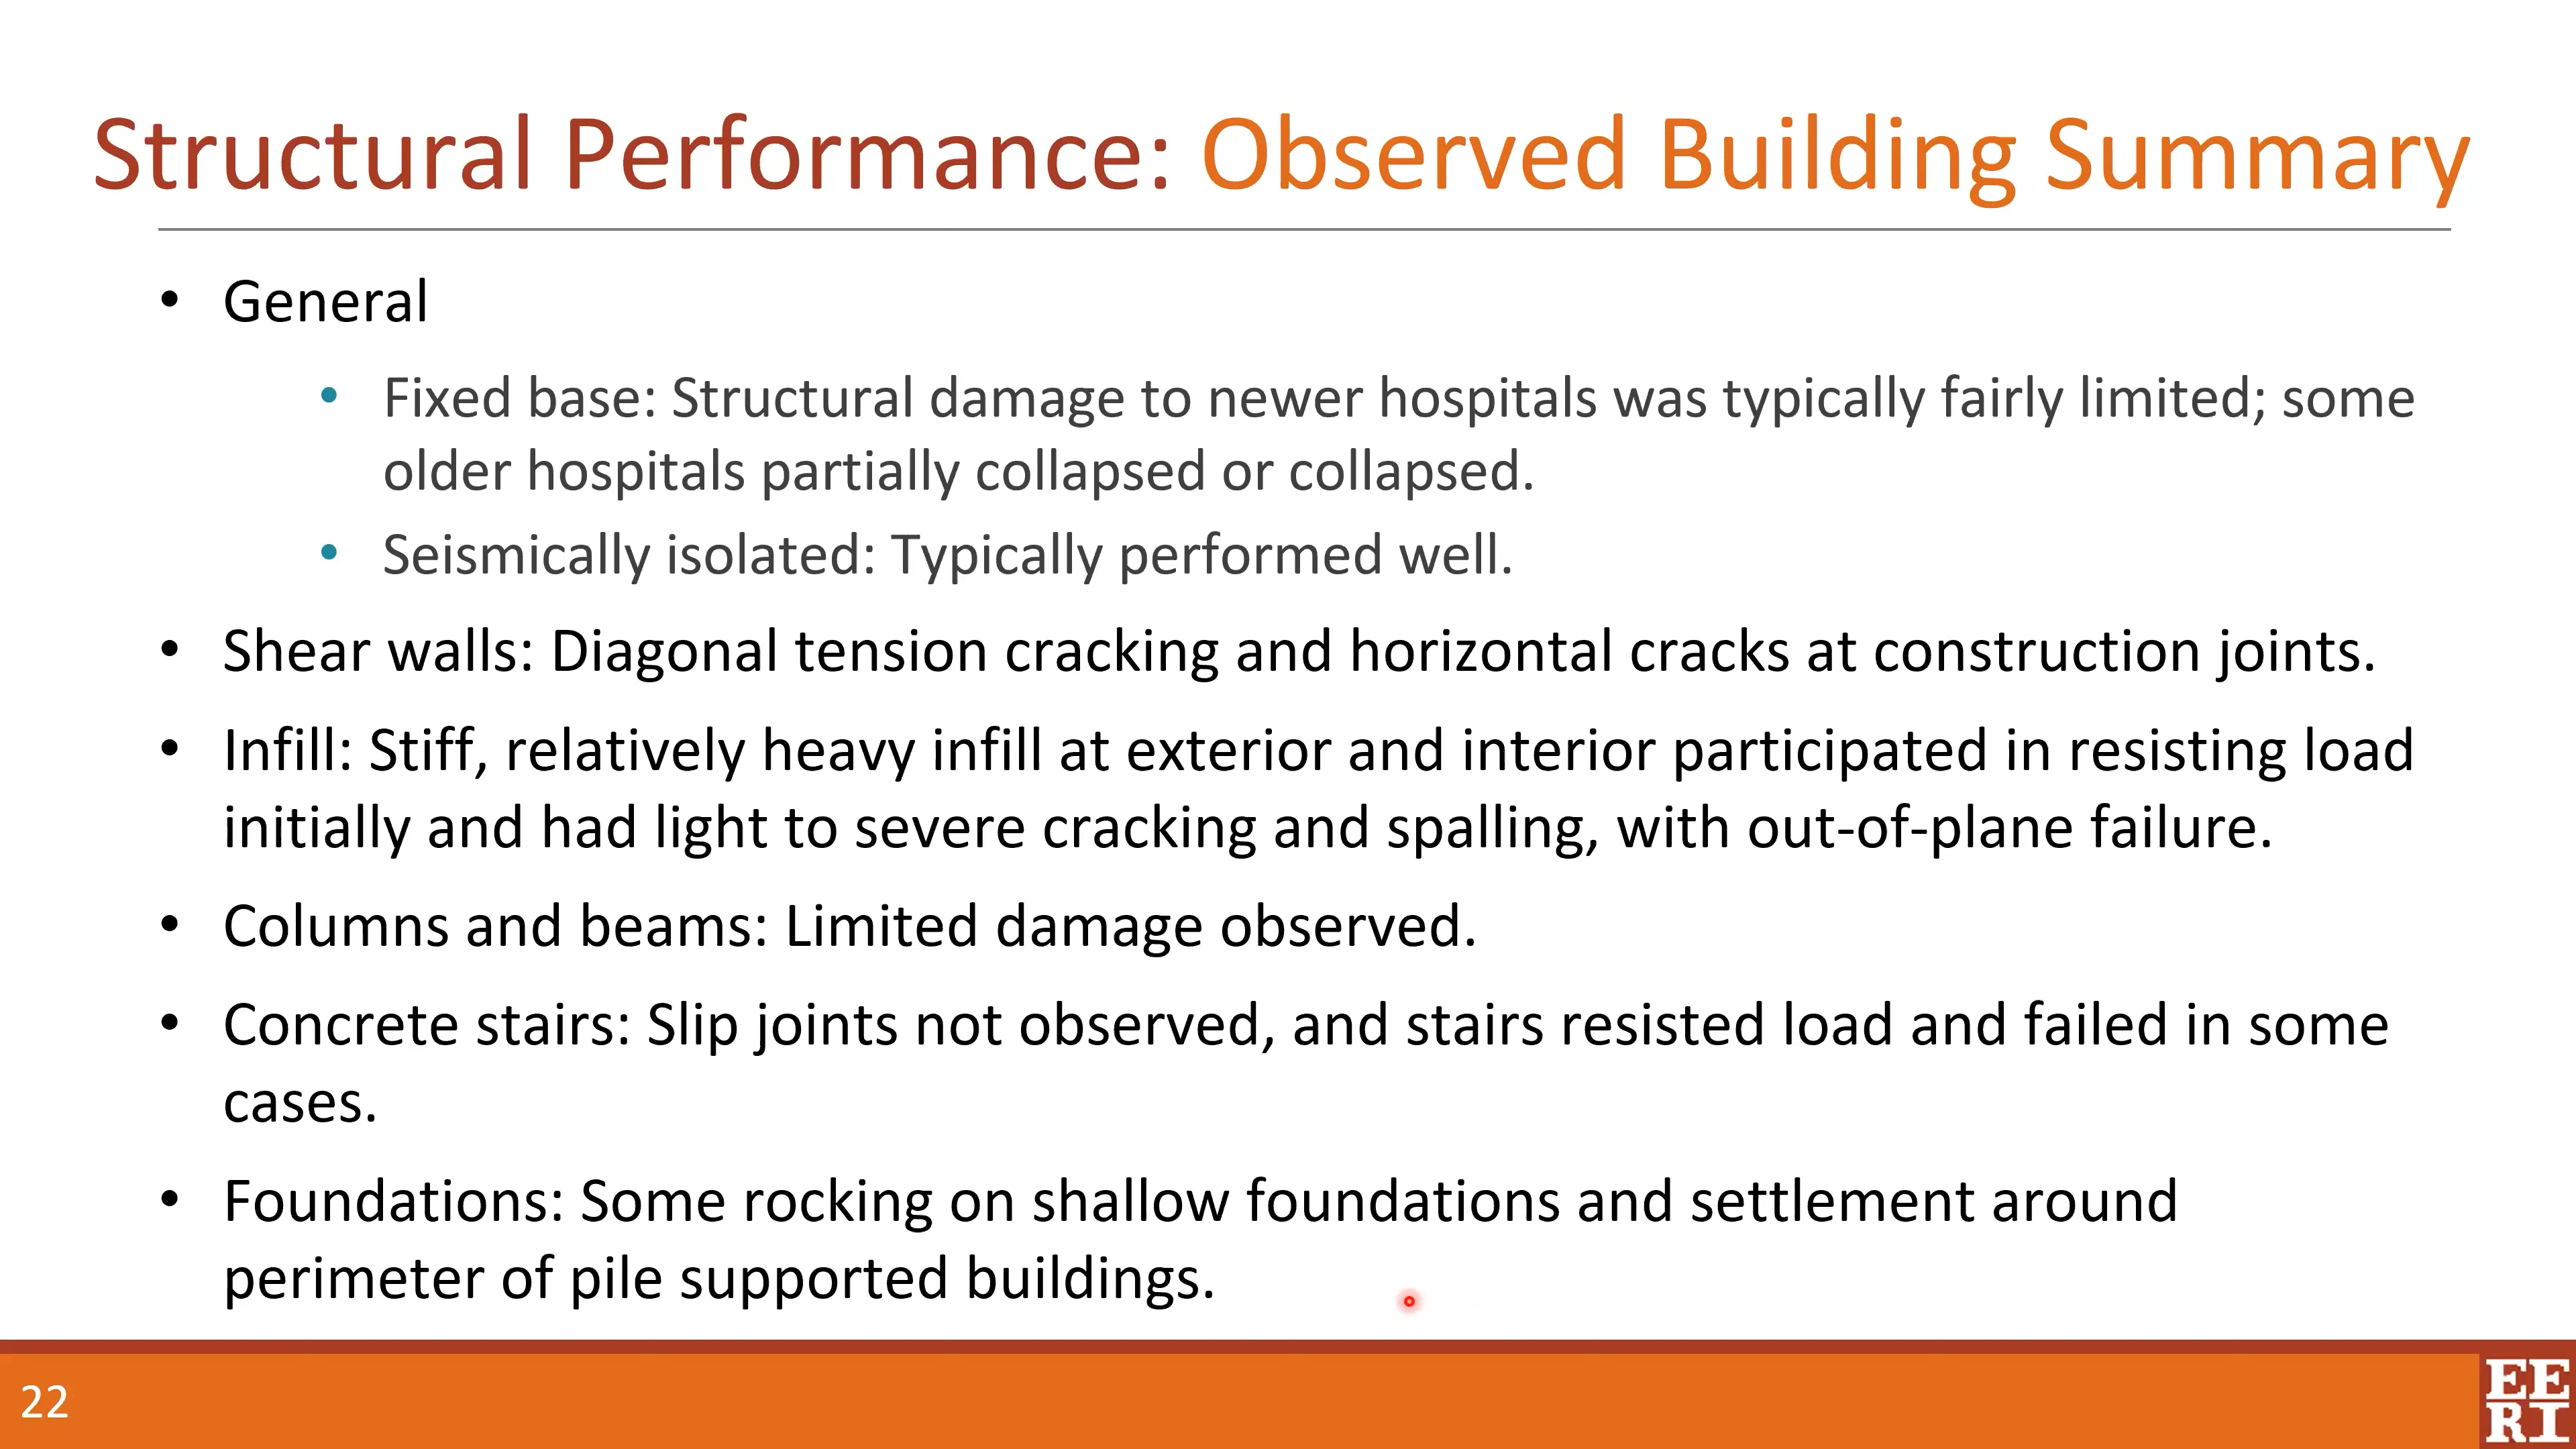 Structural Performance: Observed Building Summary
• General
• Fixed base: Structural damage to newer hospitals was typically fairly limited; some
older hospitals partially collapsed or collapsed.
• Seismically isolated: Typically performed well.
• Shear walls: Diagonal tension cracking and horizontal cracks at construction joints.
• Infill: Stiff, relatively heavy infill at exterior and interior participated in resisting load
initially and had light to severe cracking and spalling, with out-of-plane failure.
• Columns and beams: Limited damage observed.
• Concrete stairs: Slip joints not observed, and stairs resisted load and failed in some
cases.
• Foundations: Some rocking on shallow foundations and settlement around
perimeter of pile supported buildings.
22
EE
RI